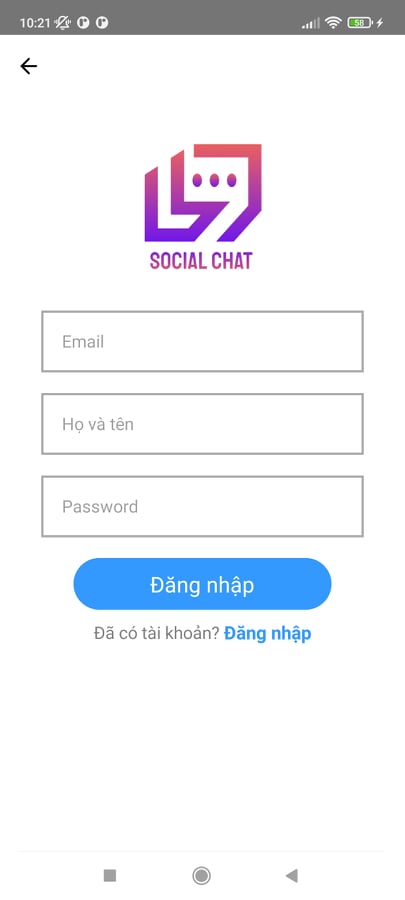 10:21
58
SOCIAL CHAT
Email
Họ và tên
Password
Đăng nhập
Đã có tài khoản? Đăng nhập